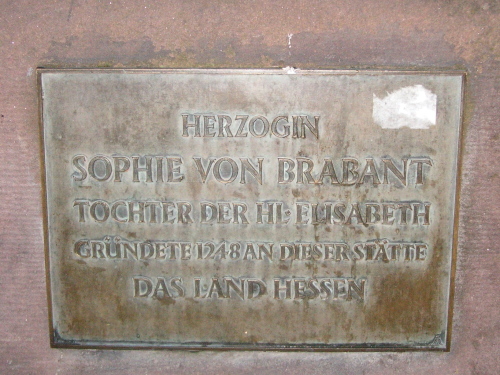 HERZOGIN
SOPHIE VON BRABANT
TOCHTER DER HL· ELISABETH
GRÜNDETE 1248 AN DIESER STÄTTE
DAS LAND HESSEN